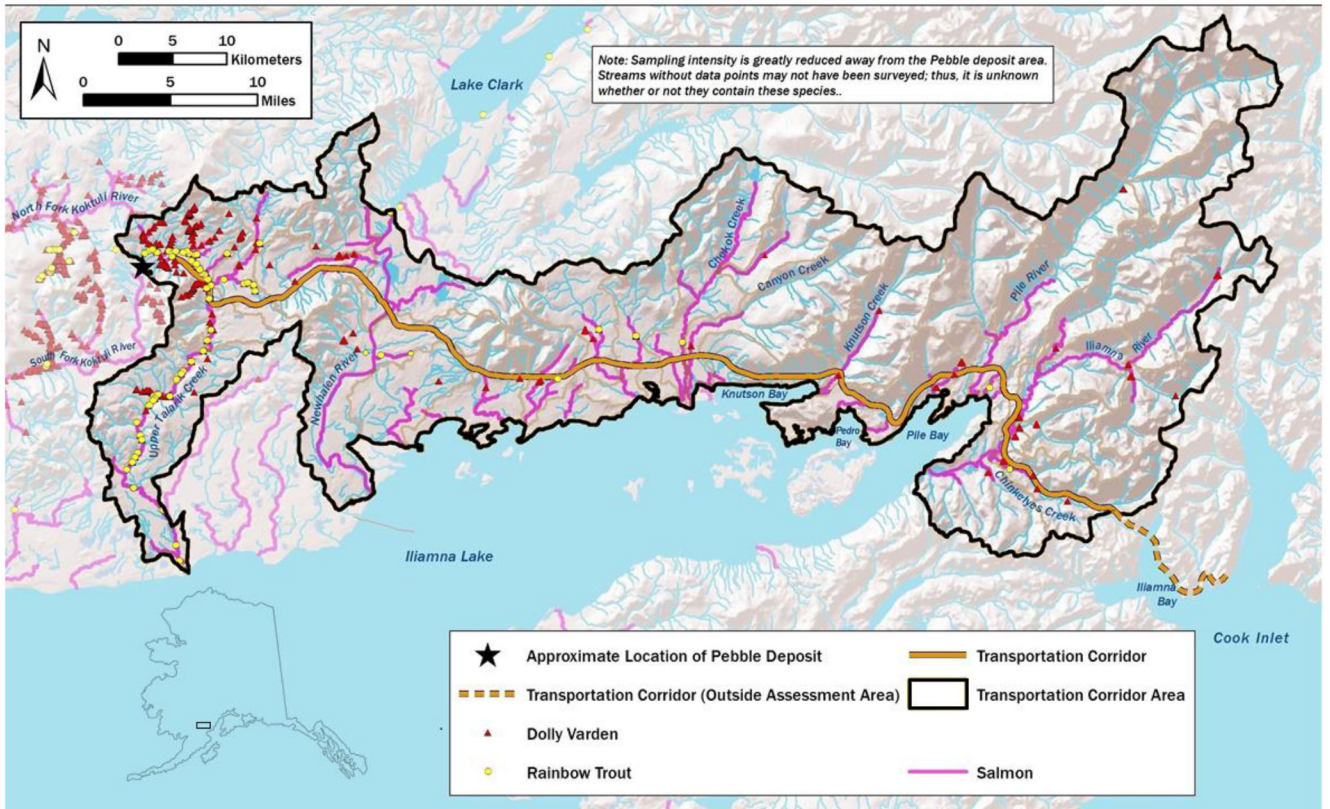 N
0 5 10
Kilometers
0 5 10
Miles
Note: Sampling intensity is greatly reduced away from the Pebble deposit area.
Streams without data points may not have been surveyed; thus, it is unknown
whether or not they contain these species..
Lake Clark
North Fork Koktuli River
South Fork Koktuli River
Upper Talarik Creek
Newhalen River
Chokok Creek
Canyon Creek
Knutson Creek
Pile River
Iliamna River
Knutson Bay
Pedro
Bay
Pile Bay
Chinkelyes Creek
Iliamna Lake
Iliamna
Bay
Cook Inlet
Approximate Location of Pebble Deposit
Transportation Corridor
Transportation Corridor (Outside Assessment Area)
Transportation Corridor Area
Dolly Varden
Rainbow Trout
Salmon